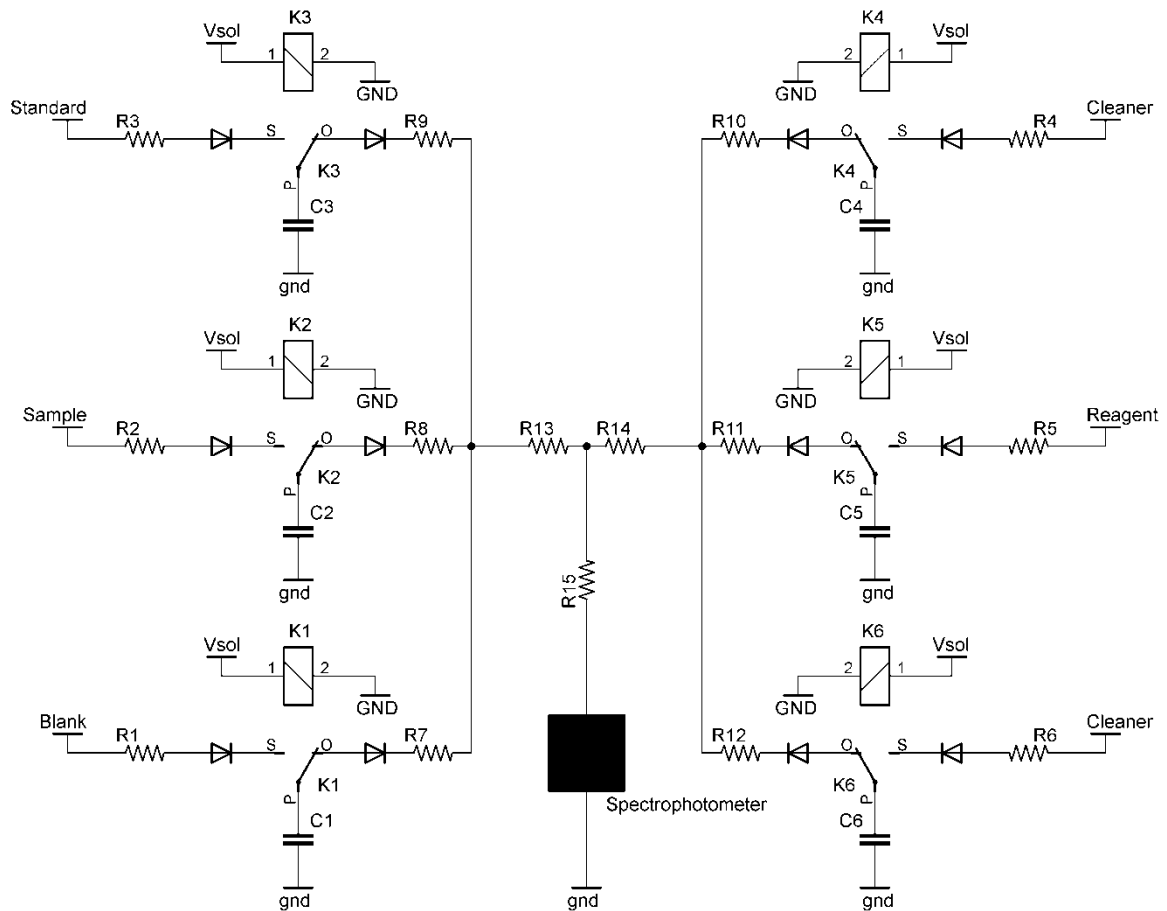 K3
K4
Vsol
1
2
GND
2
1
Vsol
GND
Standard
R3
S
O
R9
K3
P
C3
gnd
R10
O
S
R4
Cleaner
K4
P
C4
gnd
K2
K5
Vsol
1
2
GND
2
1
Vsol
GND
Sample
R2
S
O
R8
K2
P
C2
gnd
R13
R14
R11
O
S
R5
Reagent
K5
P
C5
gnd
R15
K1
K6
Vsol
1
2
GND
2
1
Vsol
GND
Blank
R1
S
O
R7
K1
P
C1
gnd
Spectrophotometer
gnd
R12
O
S
R6
Cleaner
K6
P
C6
gnd